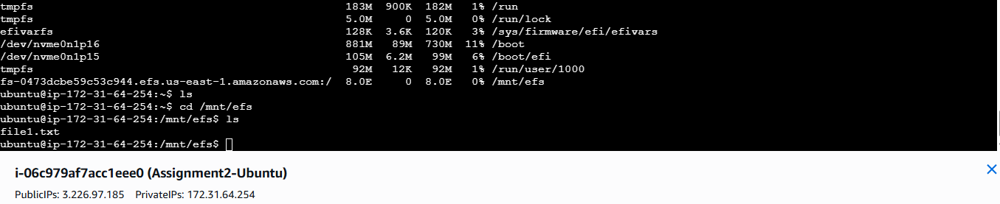 tmpfs 183M 900K 182M 1% /run
tmpfs 5.0M 0 5.0M 0% /run/lock
efivarfs 128K 3.6K 120K 3% /sys/firmware/efi/efivars
/dev/nvme0n1p16 881M 89M 730M 11% /boot
/dev/nvme0n1p15 105M 6.2M 99M 6% /boot/efi
tmpfs 92M 12K 92M 1% /run/user/1000
fs-0473dcbe59c53c944.efs.us-east-1.amazonaws.com:/ 8.0E 0 8.0E 0% /mnt/efs
ubuntu@ip-172-31-64-254:~$ ls
ubuntu@ip-172-31-64-254:~$ cd /mnt/efs
ubuntu@ip-172-31-64-254:/mnt/efs$ ls
file1.txt
ubuntu@ip-172-31-64-254:/mnt/efs$
i-06c979af7acc1eee0 (Assignment2-Ubuntu)
PublicIPs: 3.226.97.185 PrivateIPs: 172.31.64.254